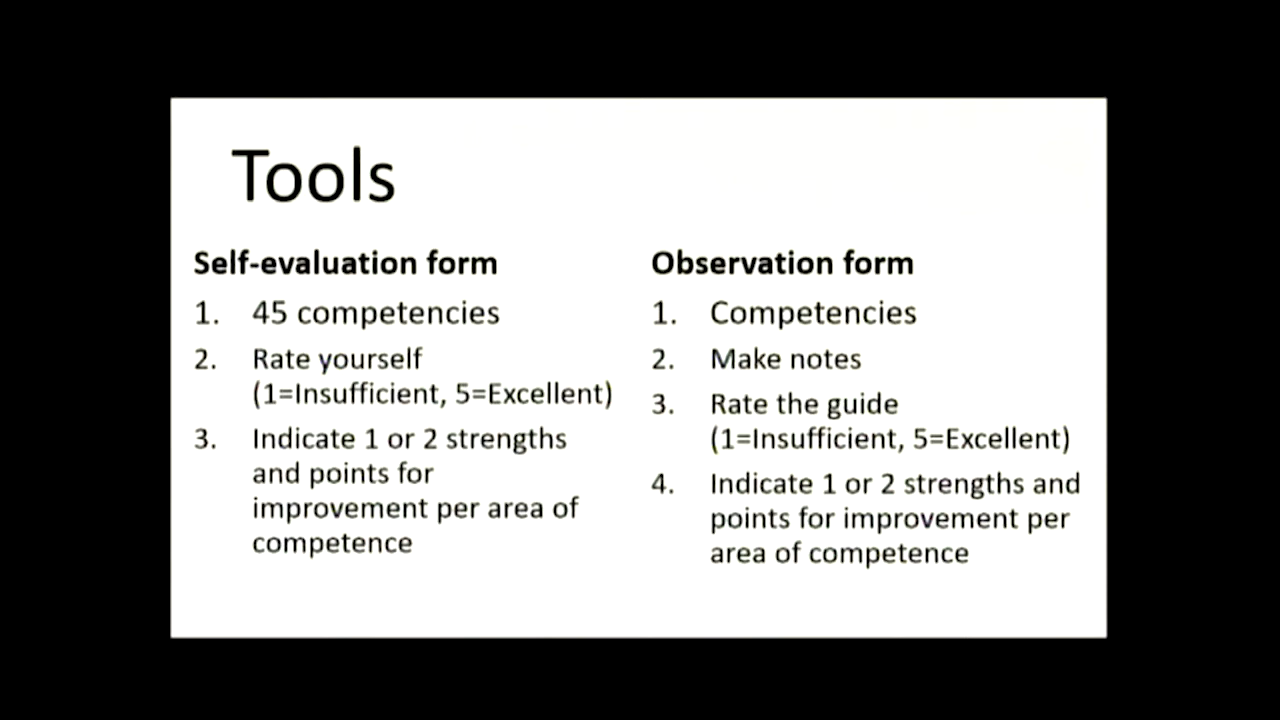 Tools
Self-evaluation form
1. 45 competencies
2. Rate yourself
(1=Insufficient, 5=Excellent)
3. Indicate 1 or 2 strengths
and points for
improvement per area of
competence
Observation form
1. Competencies
2. Make notes
3. Rate the guide
(1=Insufficient, 5=Excellent)
4. Indicate 1 or 2 strengths and
points for improvement per
area of competence